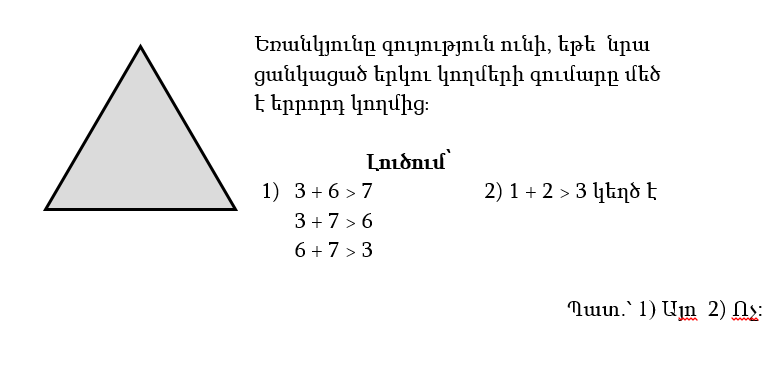 Եռանկյունը գույություն ունի, եթե  նրա
ցանկացած երկու կողմերի գումարը մեծ
է երրորդ կողմից:
Լուծում՝
1) 3 + 6 > 7 2) 1 + 2 > 3 կեղծ է
3 + 7 > 6
6 + 7 > 3
Պատ.՝ 1) Այո  2) Ոչ: